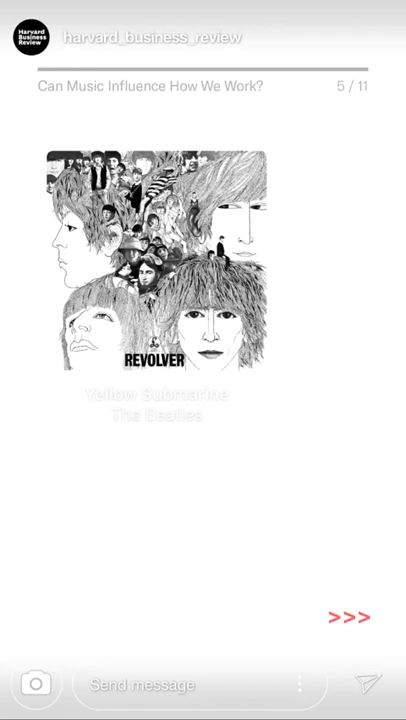 Harvard
Business
Review
harvard_business_review
Can Music Influence How We Work?
5 / 11
REVOLVER
Yellow Submarine
The Beatles
>>>
Send message